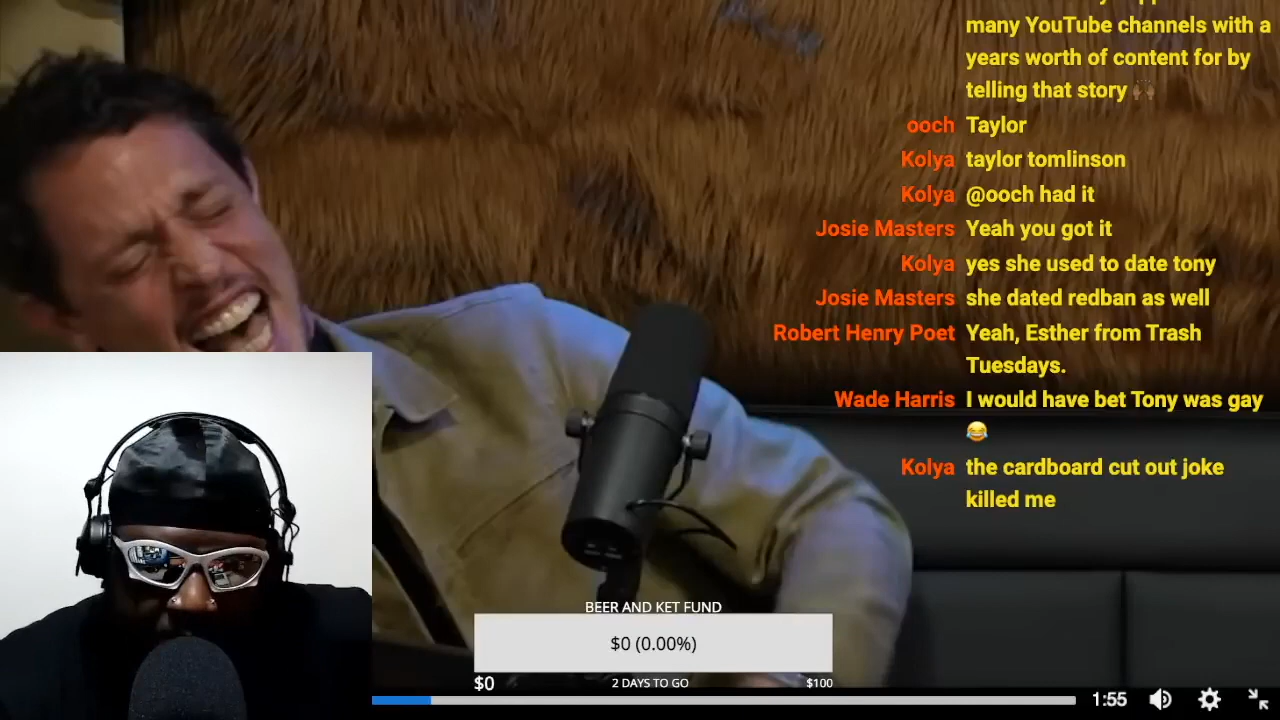 many YouTube channels with a
years worth of content for by
telling that story 🙌🏾
ooch Taylor
Kolya taylor tomlinson
Kolya @ooch had it
Josie Masters Yeah you got it
Kolya yes she used to date tony
Josie Masters she dated redban as well
Robert Henry Poet Yeah, Esther from Trash
Tuesdays.
Wade Harris I would have bet Tony was gay
😂
Kolya the cardboard cut out joke
killed me
BEER AND KET FUND
$0 (0.00%)
$0 2 DAYS TO GO $100
1:55